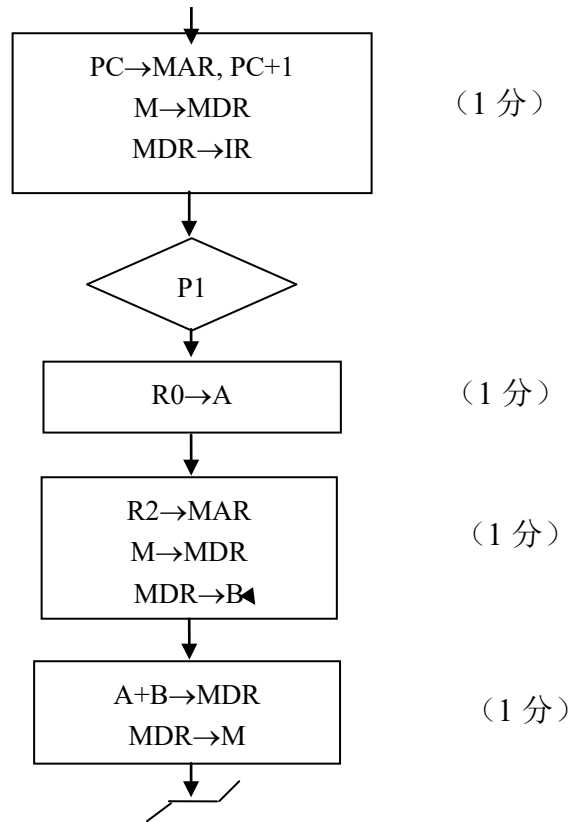 PC→MAR, PC+1
M→MDR
MDR→IR
（1 分）
P1
R0→A
（1 分）
R2→MAR
M→MDR
MDR→B
（1 分）
A+B→MDR
MDR→M
（1 分）